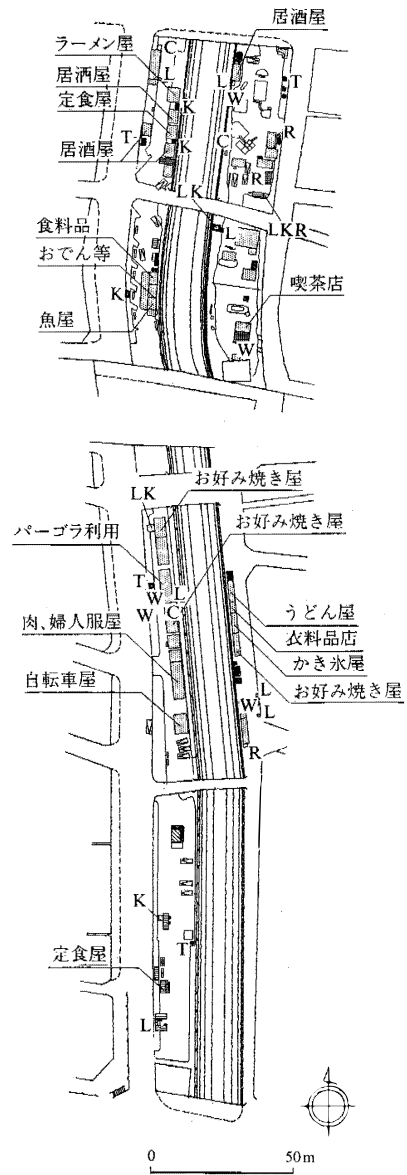 居酒屋
ラーメン屋
C
L
居酒屋
K
L
W
T
定食屋
K
T
C
R
居酒屋
R
LK
L
LKR
食料品
おでん等
K
喫茶店
魚屋
W
LK
お好み焼き屋
お好み焼き屋
パーゴラ利用
T
L
W
C
W
うどん屋
肉、婦人服屋
衣料品店
かき氷屋
自転車屋
L
お好み焼き屋
W
L
R
K
T
定食屋
L
0
50m